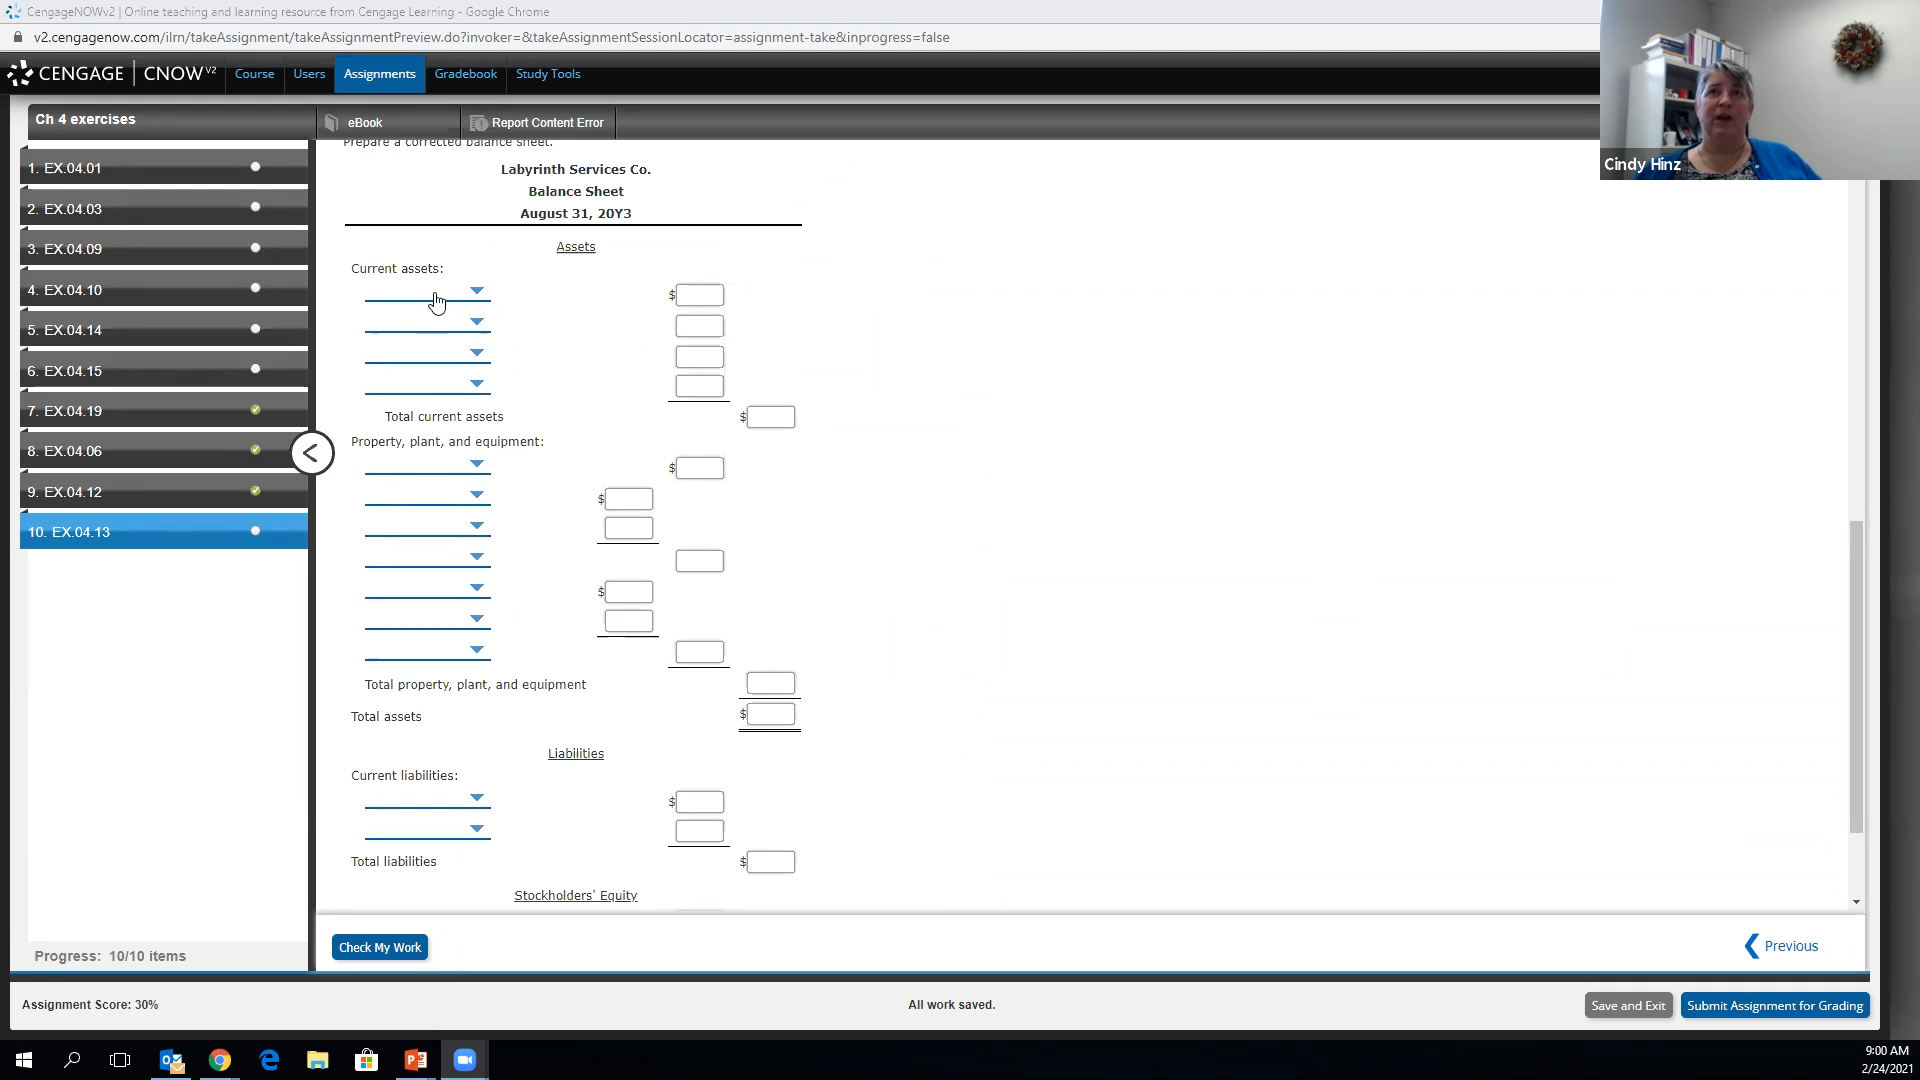 CengageNOWv2 | Online teaching and learning resource from Cengage Learning - Google Chrome
v2.cengagenow.com/ilrn/takeAssignment/takeAssignmentPreview.do?invoker=&takeAssignmentSessionLocator=assignment-take&inprogress=false
CENGAGE | CNOWv2 Course Users Assignments Gradebook Study Tools
Ch 4 exercises
eBook Report Content Error
Cindy Hinz
1. EX.04.01
2. EX.04.03
3. EX.04.09
4. EX.04.10
5. EX.04.14
6. EX.04.15
7. EX.04.19
8. EX.04.06
9. EX.04.12
10. EX.04.13
Progress: 10/10 items
Prepare a corrected balance sheet.
Labyrinth Services Co.
Balance Sheet
August 31, 20Y3
Assets
Current assets:
$
Total current assets $
Property, plant, and equipment:
$
$
$
Total property, plant, and equipment
Total assets $
Liabilities
Current liabilities:
$
Total liabilities $
Stockholders' Equity
Check My Work
Previous
Assignment Score: 30% All work saved. Save and Exit Submit Assignment for Grading
9:00 AM
2/24/2021